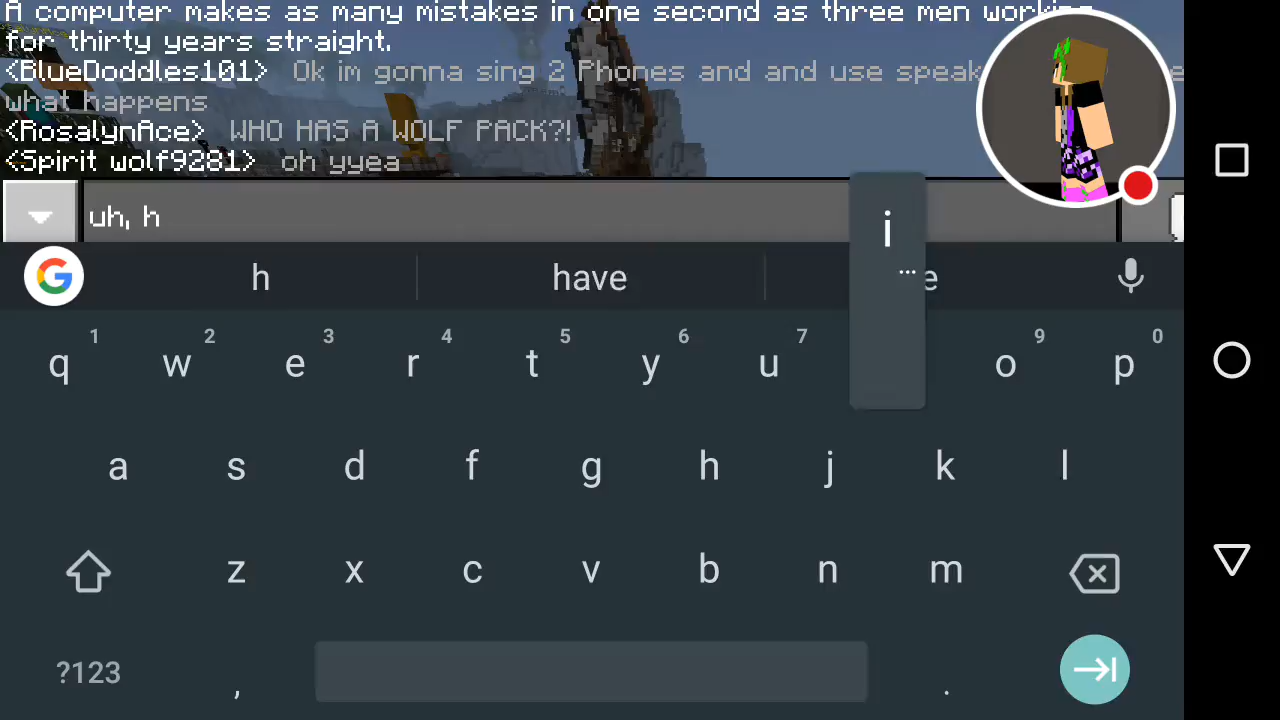 A computer makes as many mistakes in one second as three men working
for thirty years straight.
<BlueDoddles101> Ok im gonna sing 2 Phones and and use speak
what happens
<RosalynAce> WHO HAS A WOLF PACK?!
<Spirit wolf9281> oh yyea
uh, h
i
...
G h have e
1 2 3 4 5 6 7 9 0
q w e r t y u o p
a s d f g h j k l
z x c v b n m
?123 , .